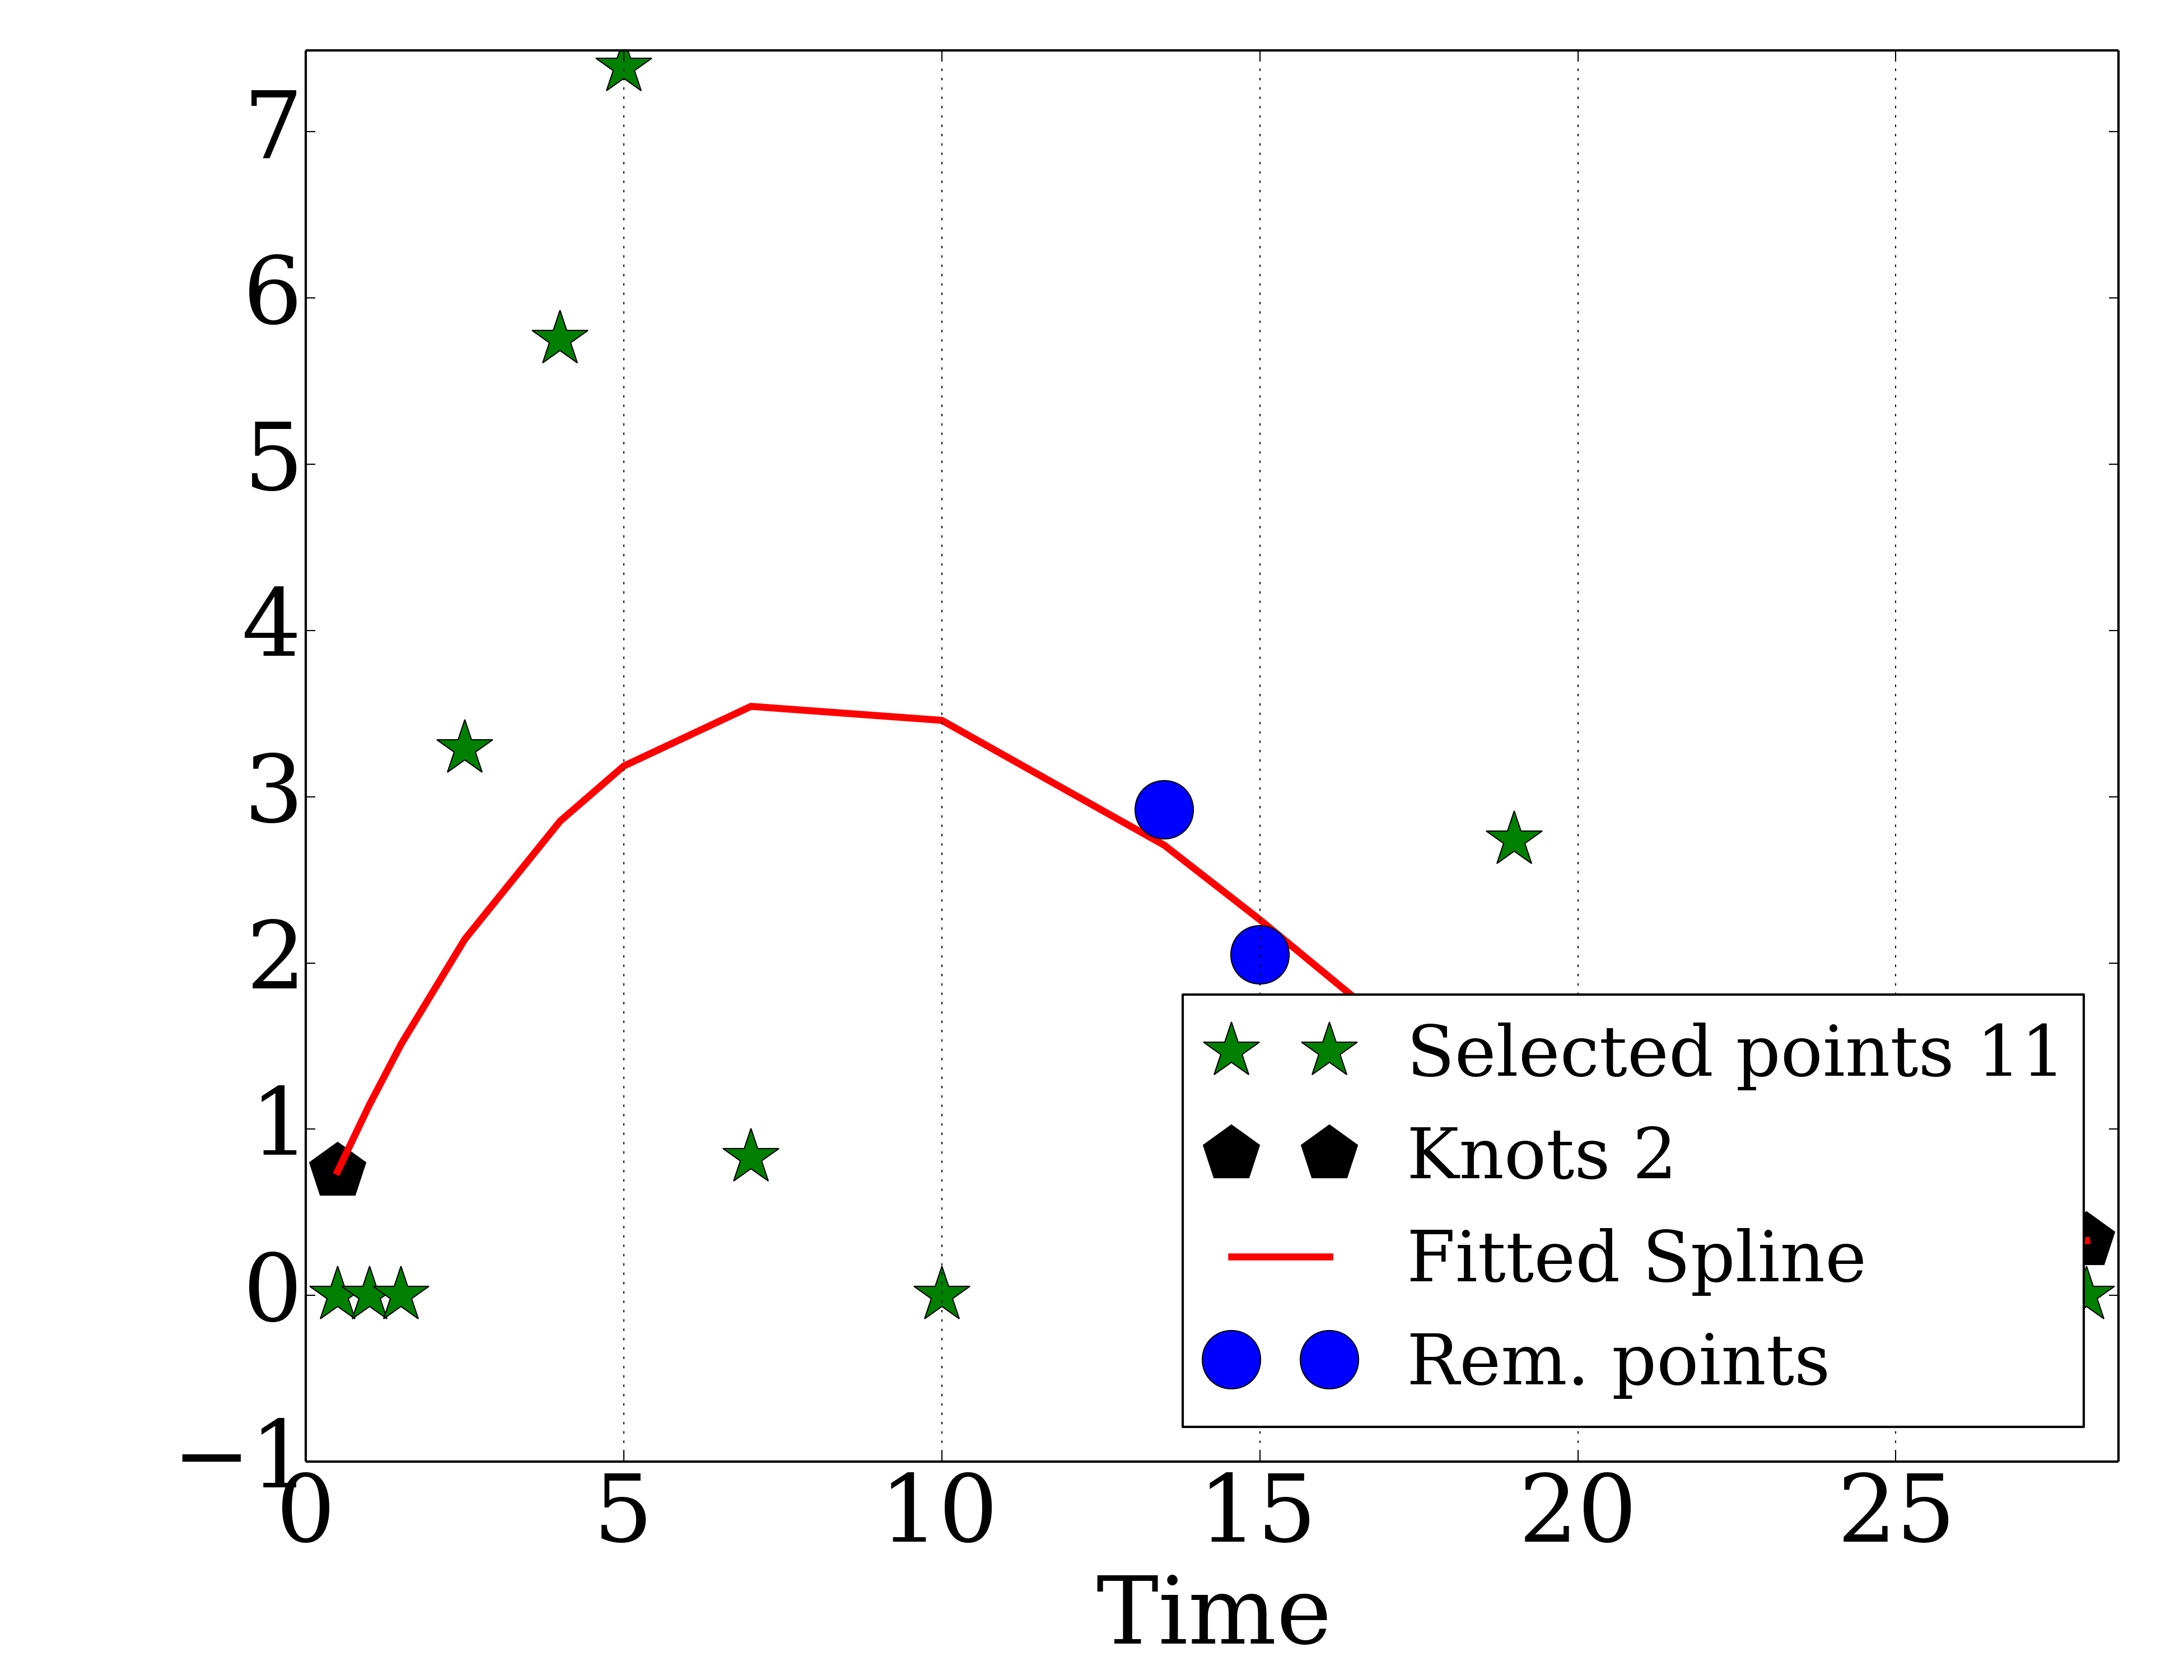 7
6
5
4
3
2
1
0
−1
0 5 10 15 20 25
Time
Selected points 11
Knots 2
Fitted Spline
Rem. points